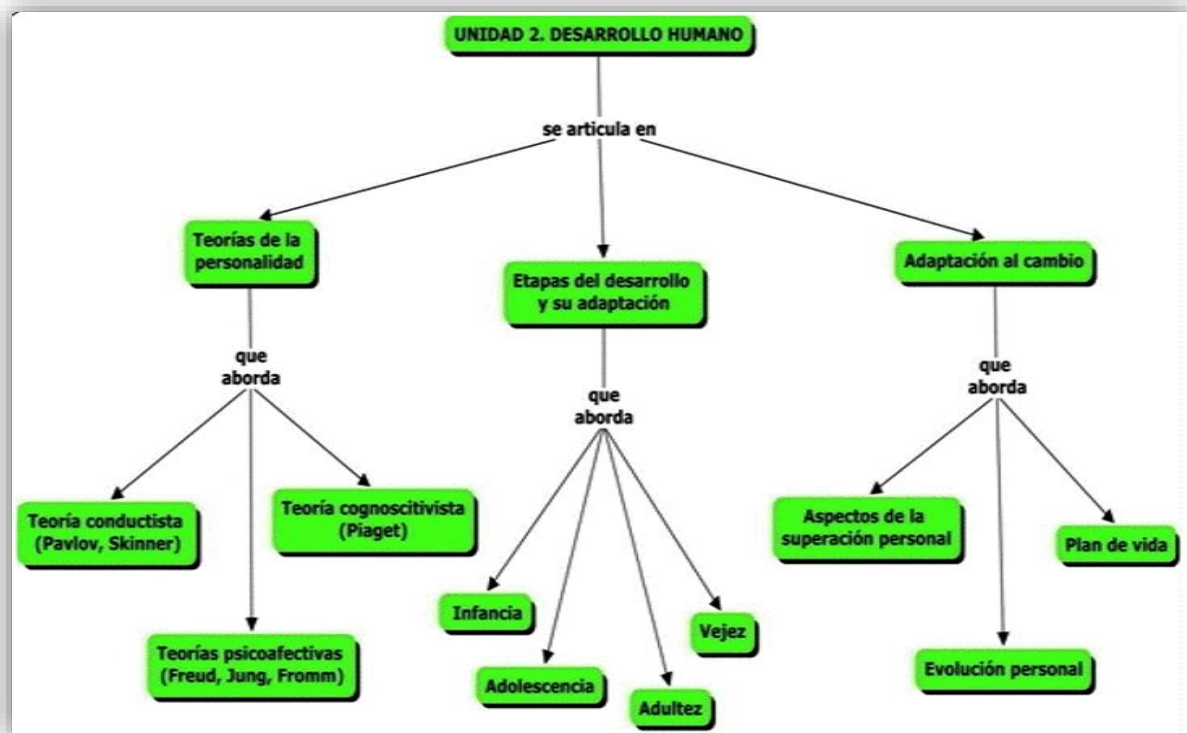 UNIDAD 2. DESARROLLO HUMANO
se articula en
Teorías de la
personalidad
Etapas del desarrollo
y su adaptación
Adaptación al cambio
que
aborda
que
aborda
que
aborda
Teoría conductista
(Pavlov, Skinner)
Teoría cognoscitivista
(Piaget)
Teorías psicoafectivas
(Freud, Jung, Fromm)
Infancia
Adolescencia
Adultez
Vejez
Aspectos de la
superación personal
Plan de vida
Evolución personal